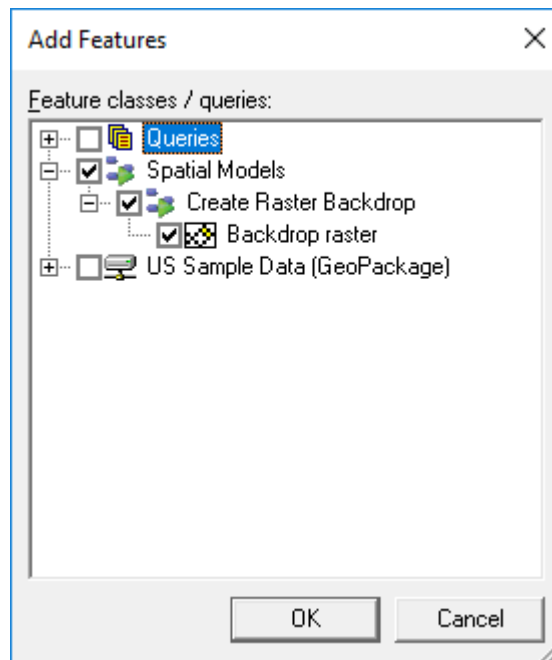 Add Features
Feature classes / queries:
Queries
Spatial Models
Create Raster Backdrop
Backdrop raster
US Sample Data (GeoPackage)
OK Cancel